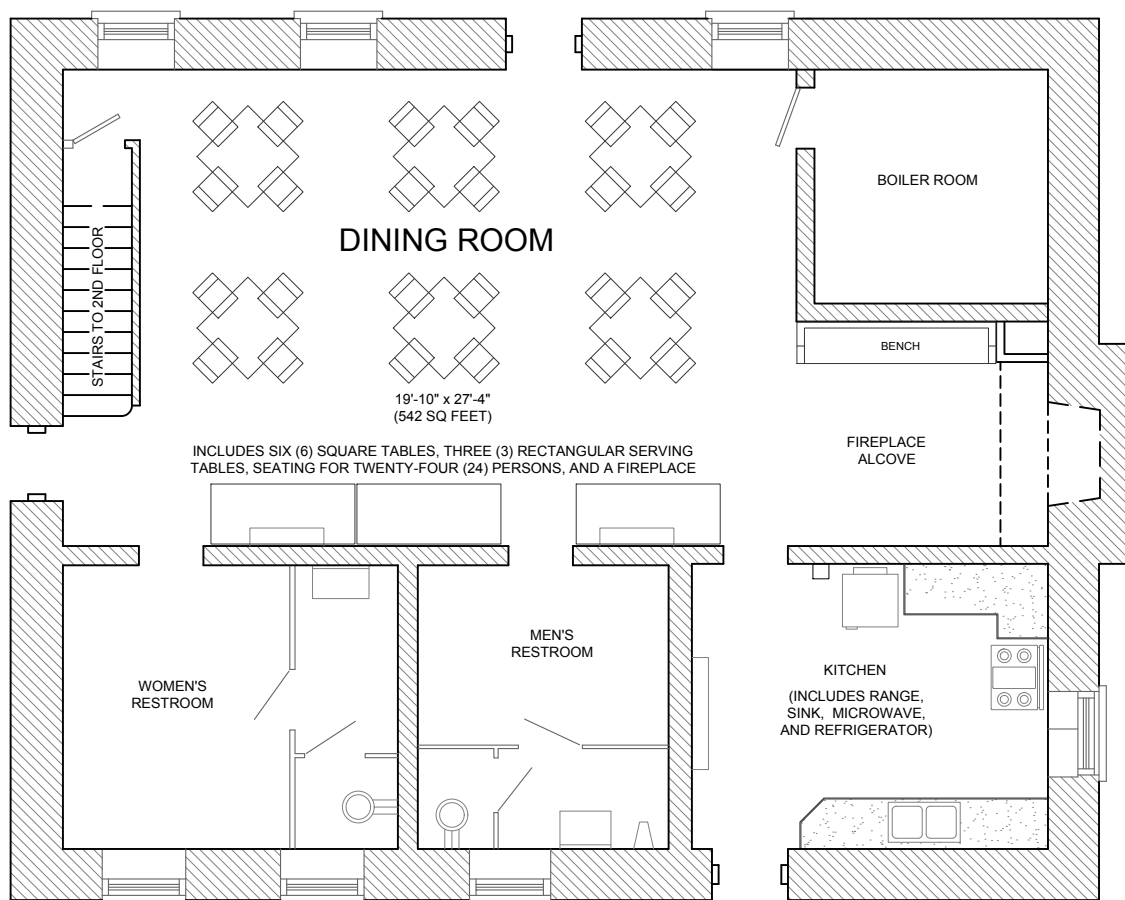 BOILER ROOM
DINING ROOM
STAIRS TO 2ND FLOOR
BENCH
19'-10" x 27'-4"
(542 SQ FEET)
FIREPLACE
ALCOVE
INCLUDES SIX (6) SQUARE TABLES, THREE (3) RECTANGULAR SERVING
TABLES, SEATING FOR TWENTY-FOUR (24) PERSONS, AND A FIREPLACE
WOMEN'S
RESTROOM
MEN'S
RESTROOM
KITCHEN
(INCLUDES RANGE,
SINK, MICROWAVE,
AND REFRIGERATOR)